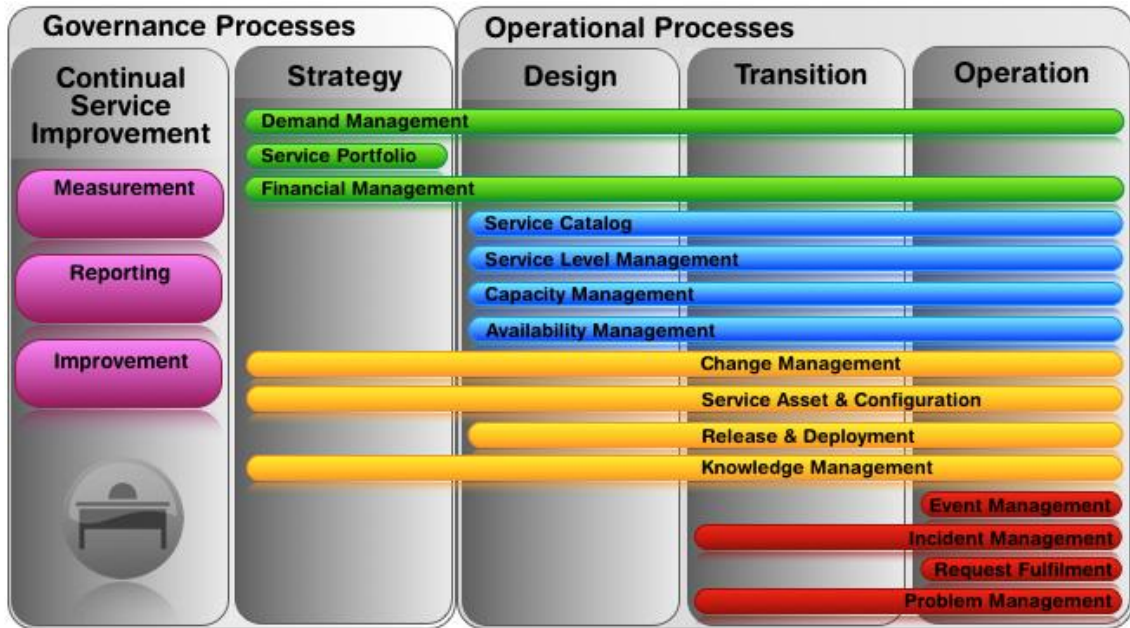 Governance Processes
Operational Processes
Continual
Service
Improvement
Strategy
Design
Transition
Operation
Measurement
Reporting
Improvement
Demand Management
Service Portfolio
Financial Management
Service Catalog
Service Level Management
Capacity Management
Availability Management
Change Management
Service Asset & Configuration
Release & Deployment
Knowledge Management
Event Management
Incident Management
Request Fulfilment
Problem Management